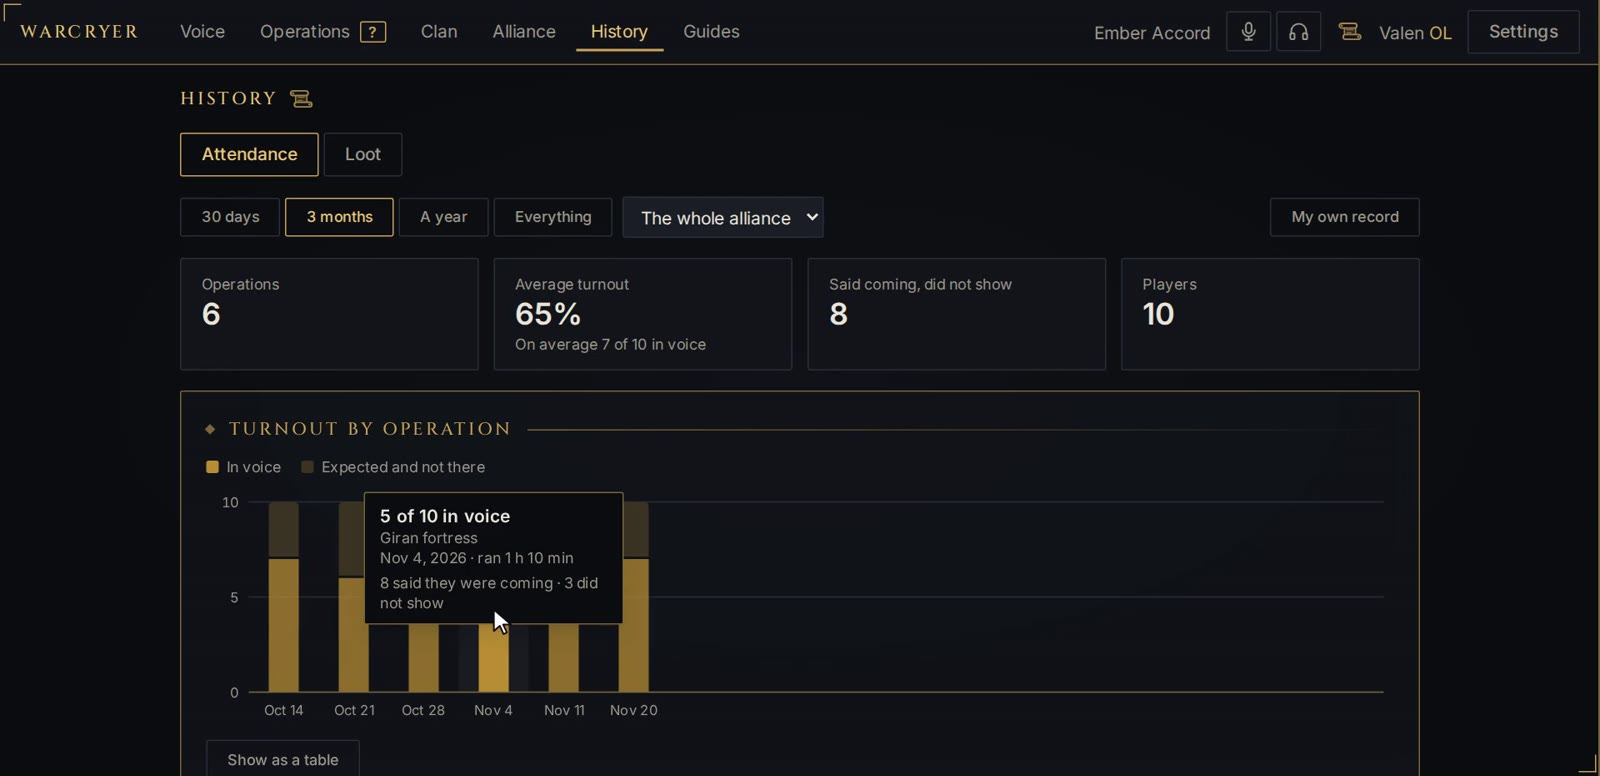 WARCRYER
Voice
Operations ?
Clan
Alliance
History
Guides
Ember Accord
Valen OL
Settings
HISTORY
Attendance
Loot
30 days
3 months
A year
Everything
The whole alliance
My own record
Operations
6
Average turnout
65%
On average 7 of 10 in voice
Said coming, did not show
8
Players
10
TURNOUT BY OPERATION
In voice
Expected and not there
10
5
0
5 of 10 in voice
Giran fortress
Nov 4, 2026 · ran 1 h 10 min
8 said they were coming · 3 did
not show
Oct 14
Oct 21
Oct 28
Nov 4
Nov 11
Nov 20
Show as a table